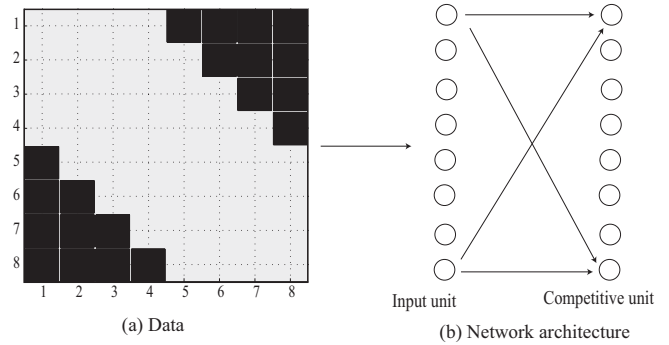 1
2
3
4
5
6
7
8
1 2 3 4 5 6 7 8
(a) Data
Input unit
Competitive unit
(b) Network architecture